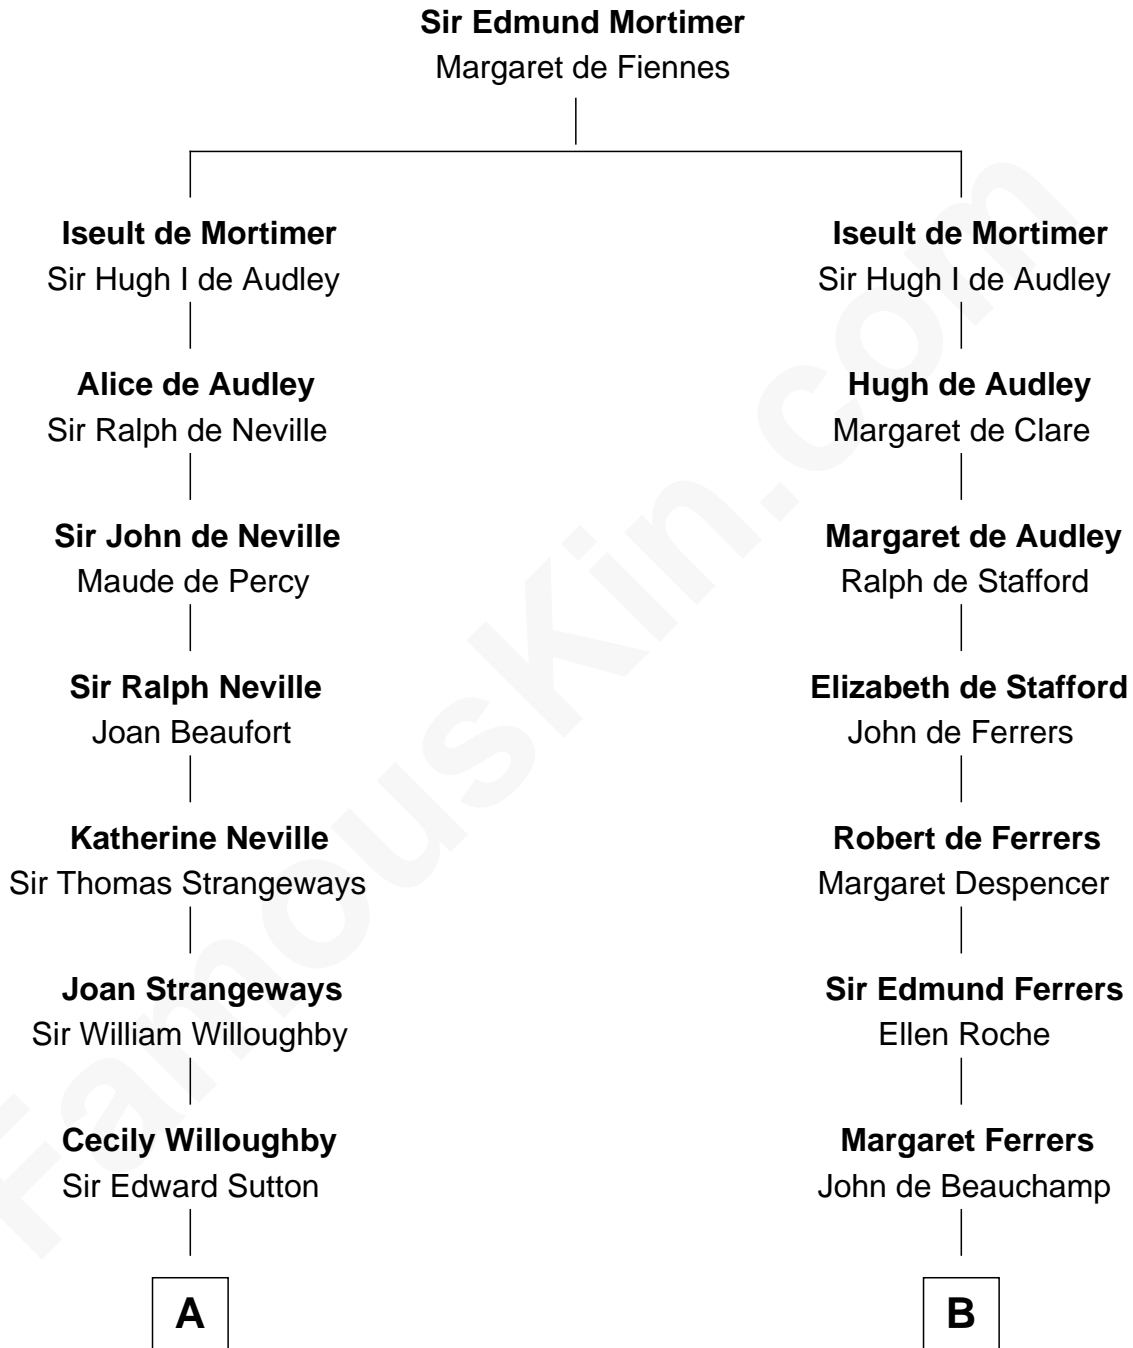 Sir Edmund Mortimer
Margaret de Fiennes
Iseult de Mortimer
Sir Hugh I de Audley
Alice de Audley
Sir Ralph de Neville
Sir John de Neville
Maude de Percy
Sir Ralph Neville
Joan Beaufort
Katherine Neville
Sir Thomas Strangeways
Joan Strangeways
Sir William Willoughby
Cecily Willoughby
Sir Edward Sutton
A
Iseult de Mortimer
Sir Hugh I de Audley
Hugh de Audley
Margaret de Clare
Margaret de Audley
Ralph de Stafford
Elizabeth de Stafford
John de Ferrers
Robert de Ferrers
Margaret Despencer
Sir Edmund Ferrers
Ellen Roche
Margaret Ferrers
John de Beauchamp
B
FamousKin.com